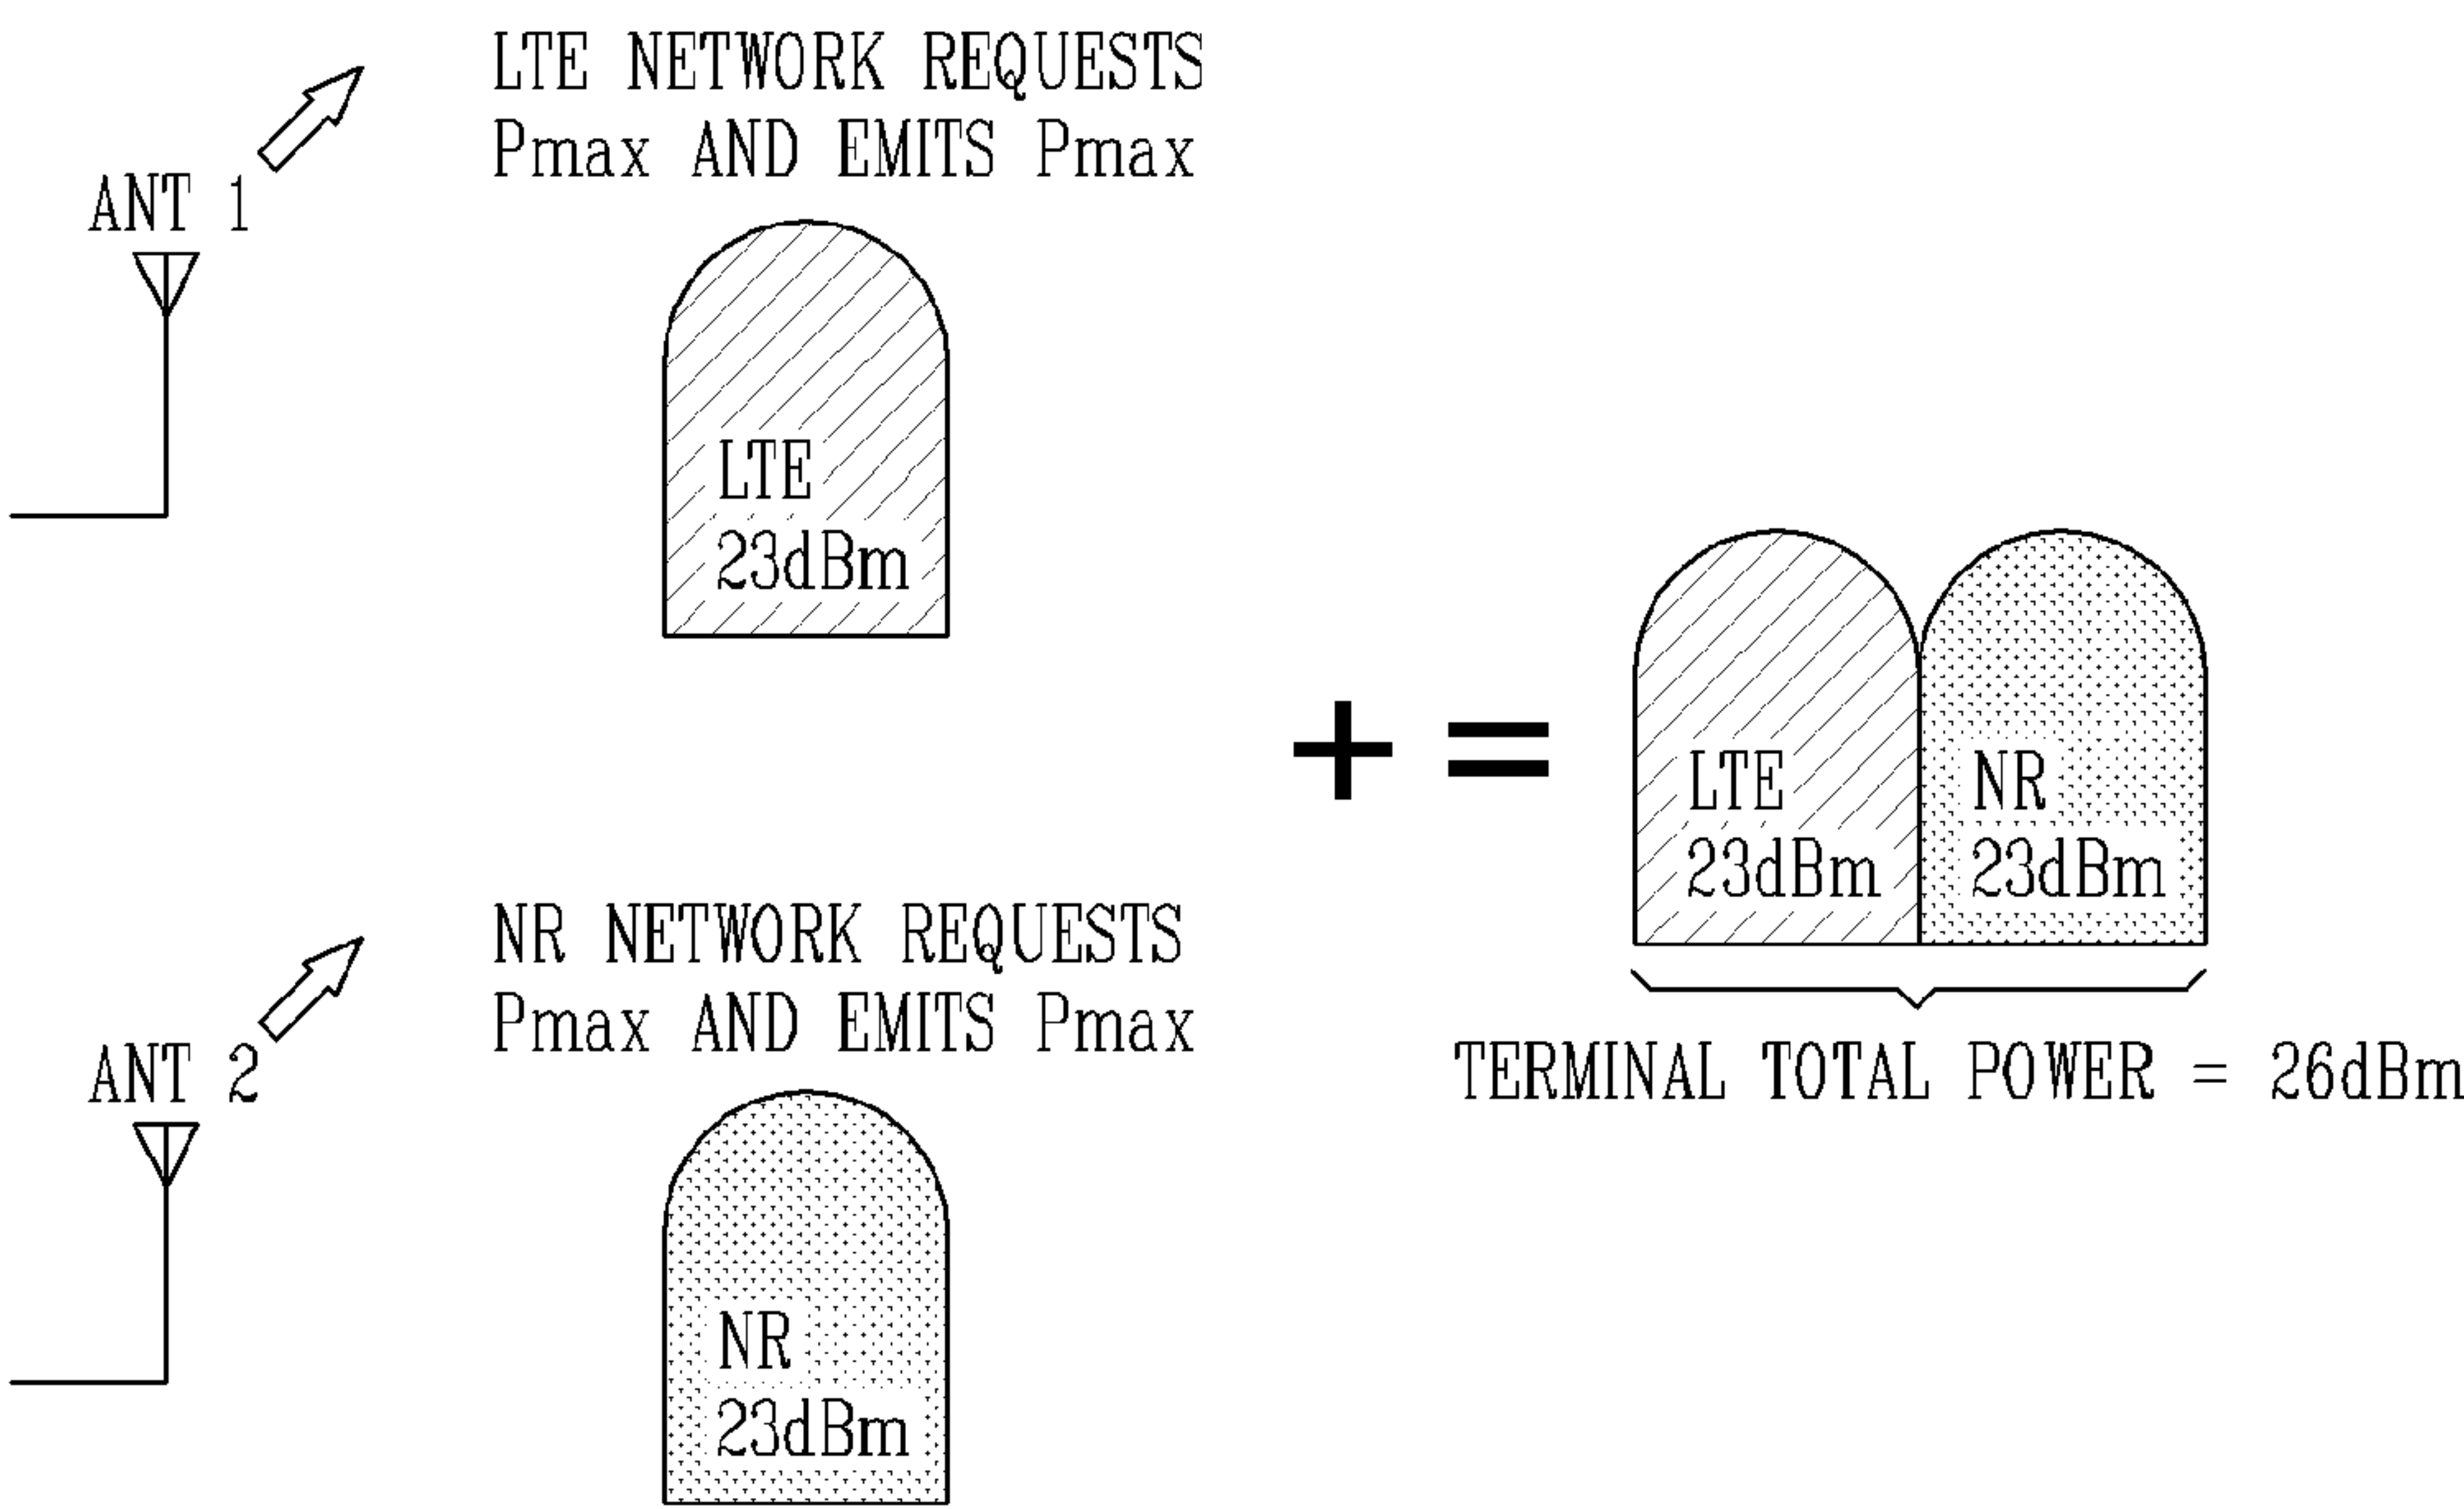 LTE NETWORK REQUESTS
Pmax AND EMITS Pmax
ANT 1
LTE
23dBm
+ =
LTE
23dBm
NR
23dBm
TERMINAL TOTAL POWER = 26dBm
NR NETWORK REQUESTS
Pmax AND EMITS Pmax
ANT 2
NR
23dBm